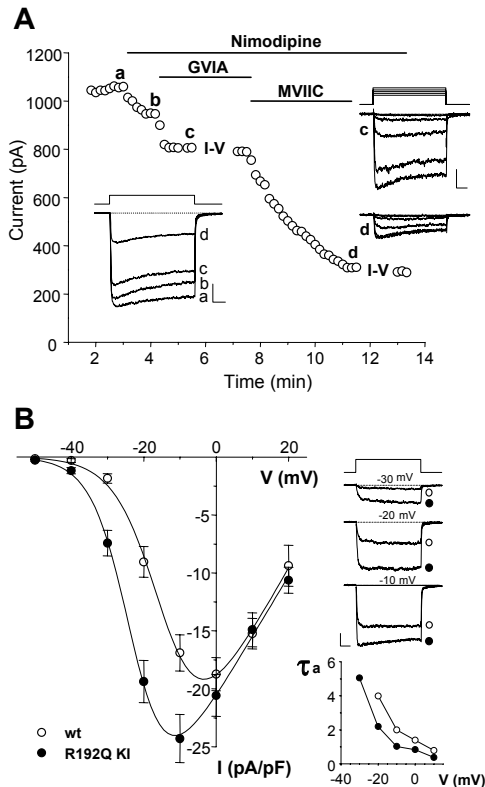 A
Nimodipine
GVIA
MVIIC
1200
1000
800
600
400
200
0
Current (pA)
a
b
c
I-V
d
I-V
d
c
b
a
c
d
2 4 6 8 10 12 14
Time (min)
B
-40 -20 0 20
V (mV)
-5
-10
-15
-20
-25
I (pA/pF)
wt
R192Q KI
-30 mV
-20 mV
-10 mV
τa
6
4
2
0
-40 -20 0 V (mV)